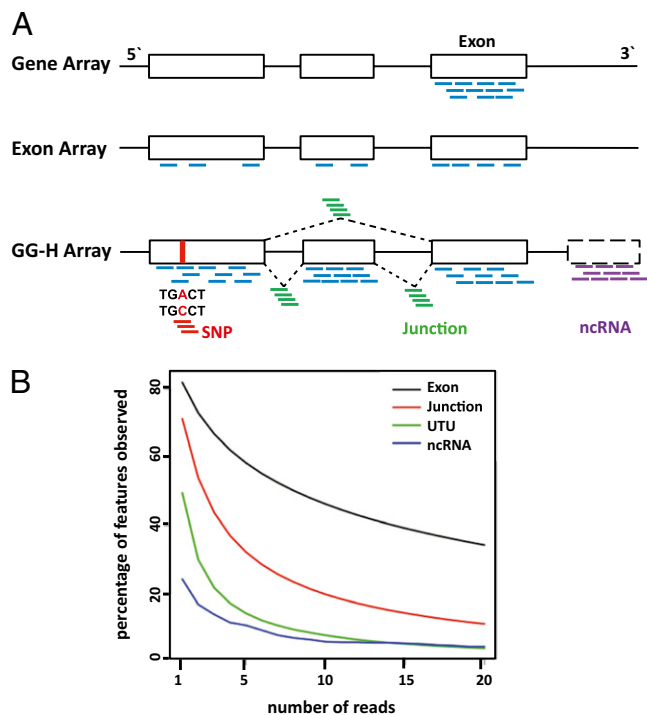 A
Exon
5` 3`
Gene Array
Exon Array
GG-H Array
TGACT
TGCCT
SNP
Junction
ncRNA
B
percentage of features observed
80
60
40
20
0
Exon
Junction
UTU
ncRNA
1 5 10 15 20
number of reads